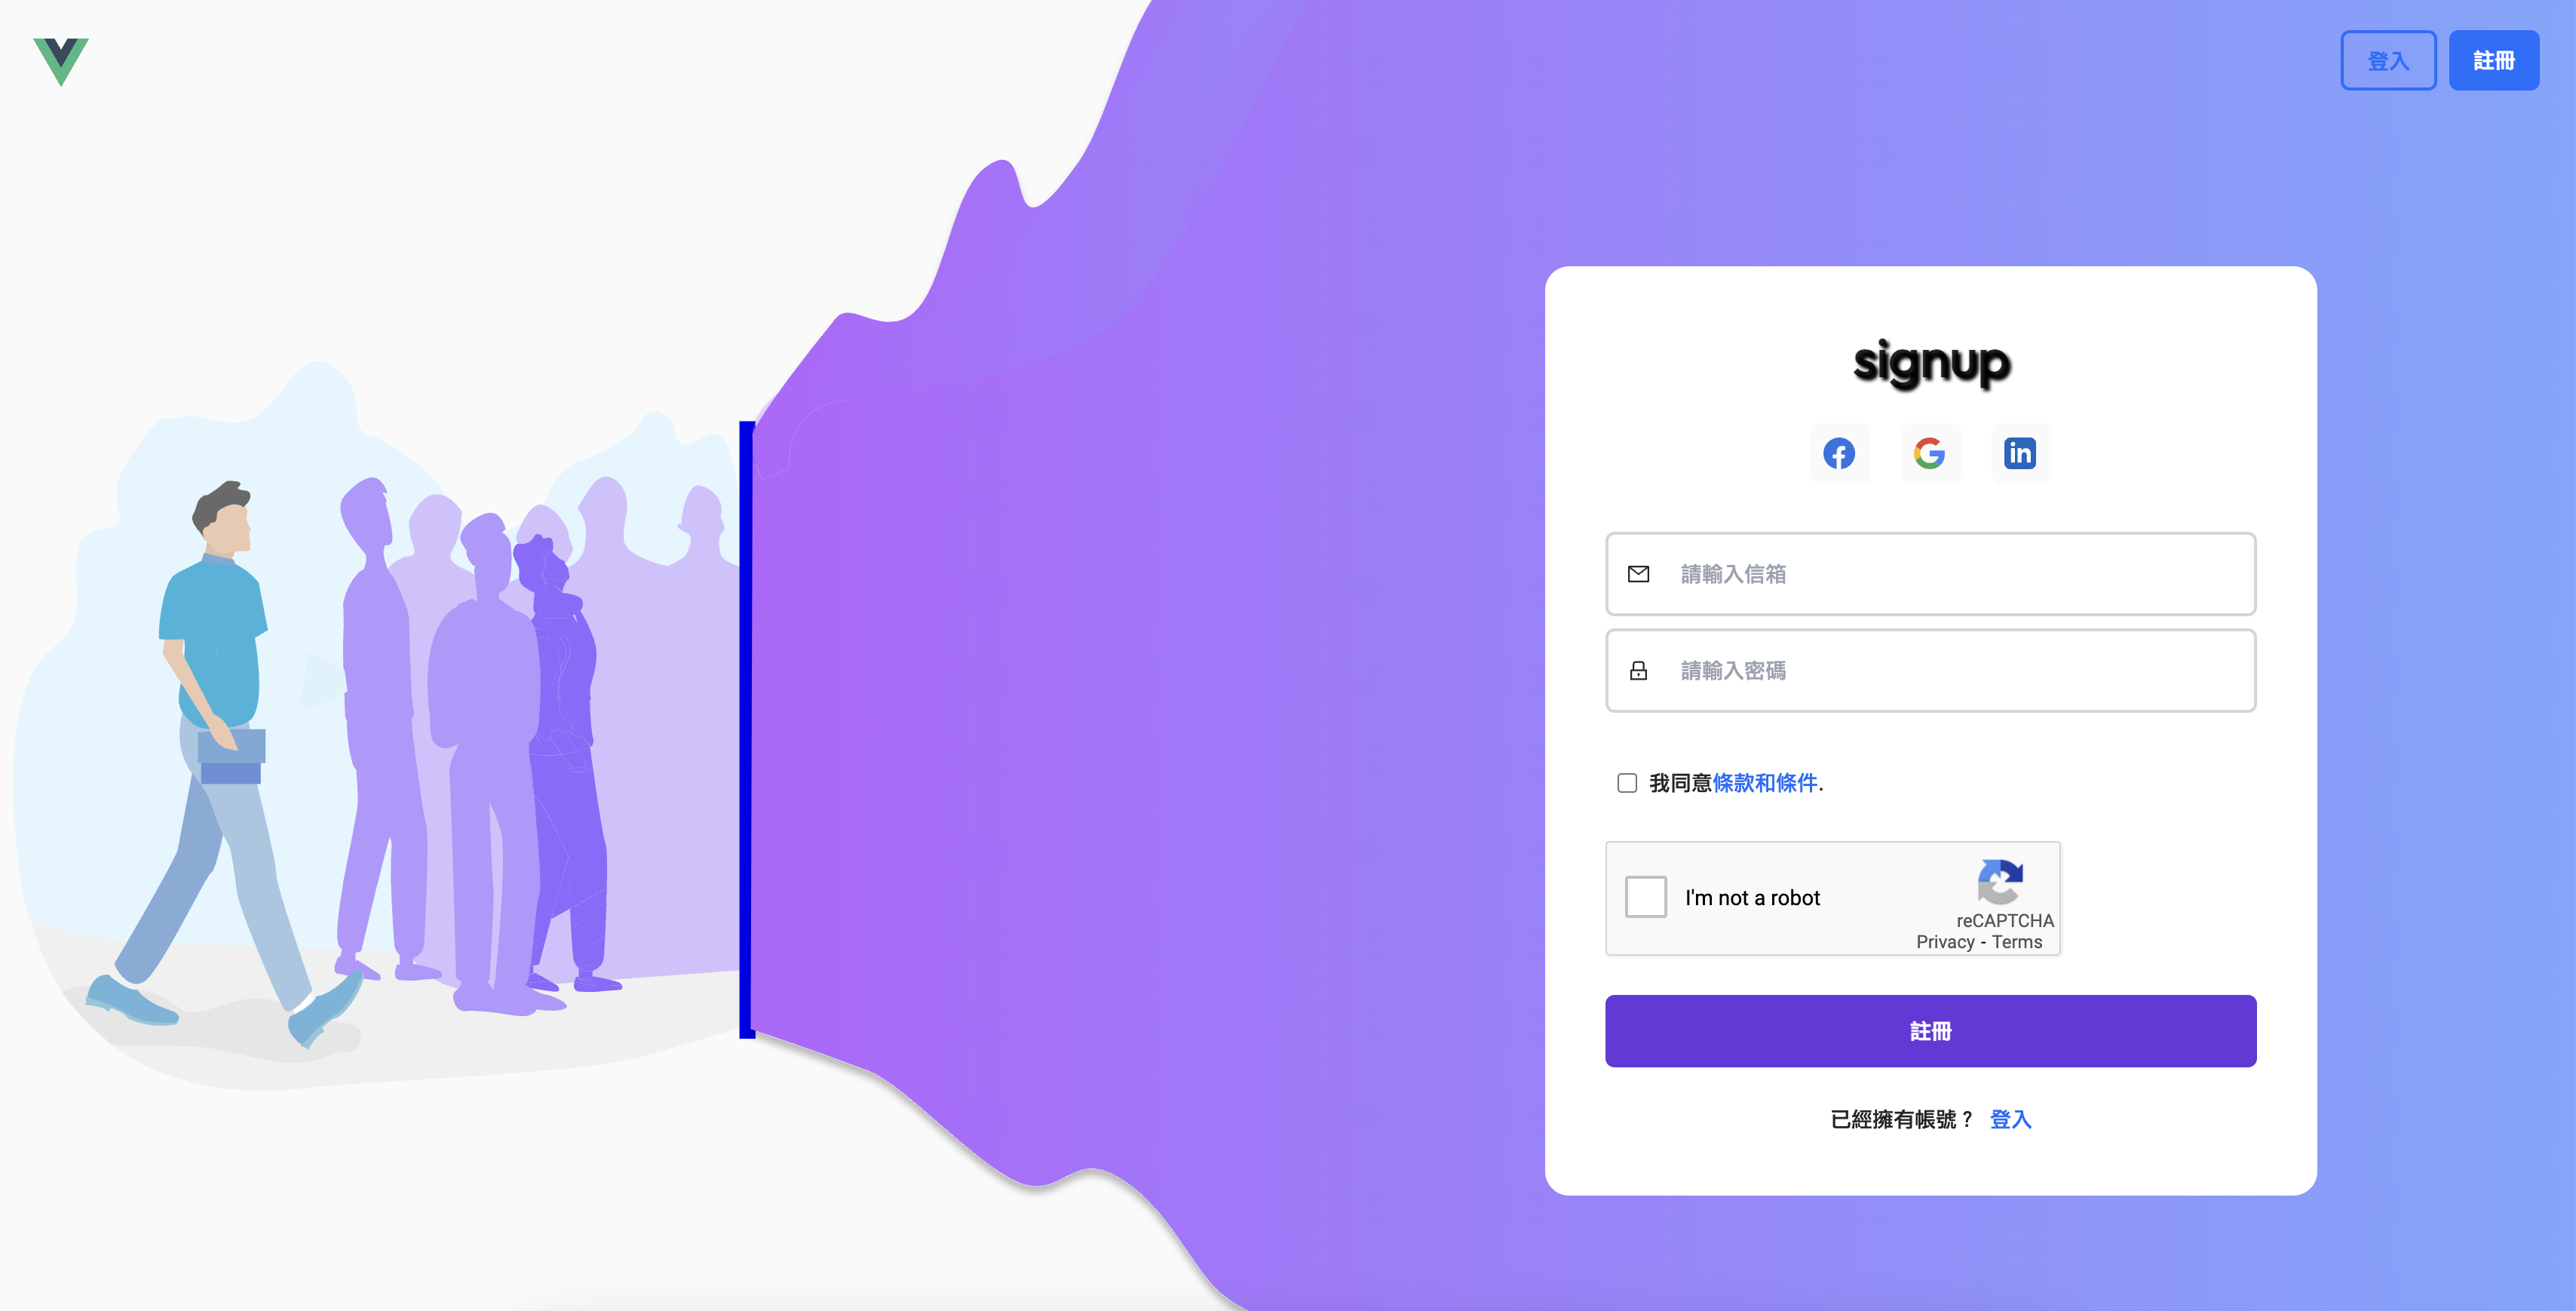 登入 註冊
signup
請輸入信箱
請輸入密碼
我同意條款和條件.
I'm not a robot
reCAPTCHA
Privacy - Terms
註冊
已經擁有帳號？ 登入